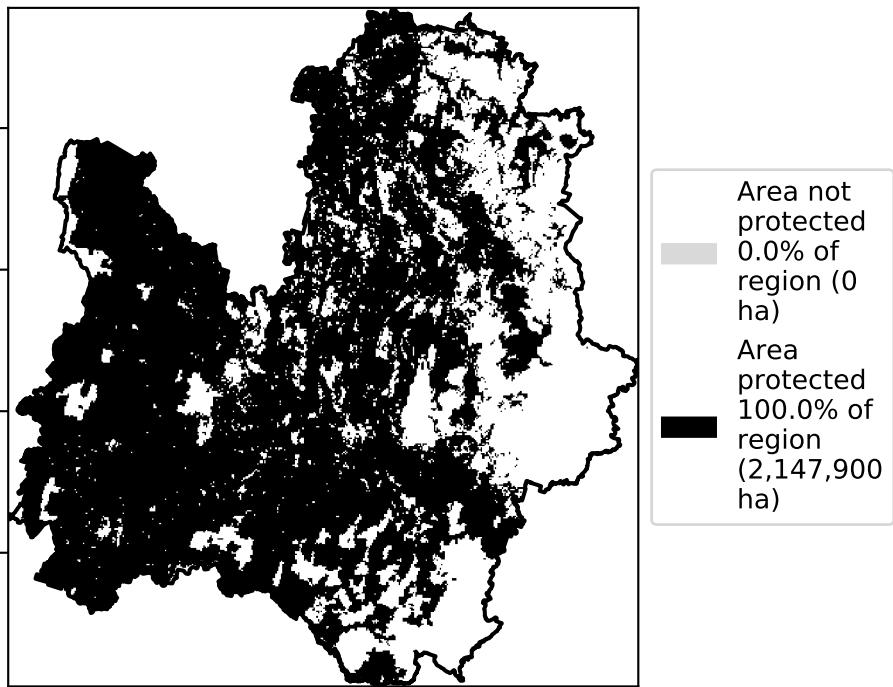 Area not
protected
0.0% of
region (0
ha)
Area
protected
100.0% of
region
(2,147,900
ha)